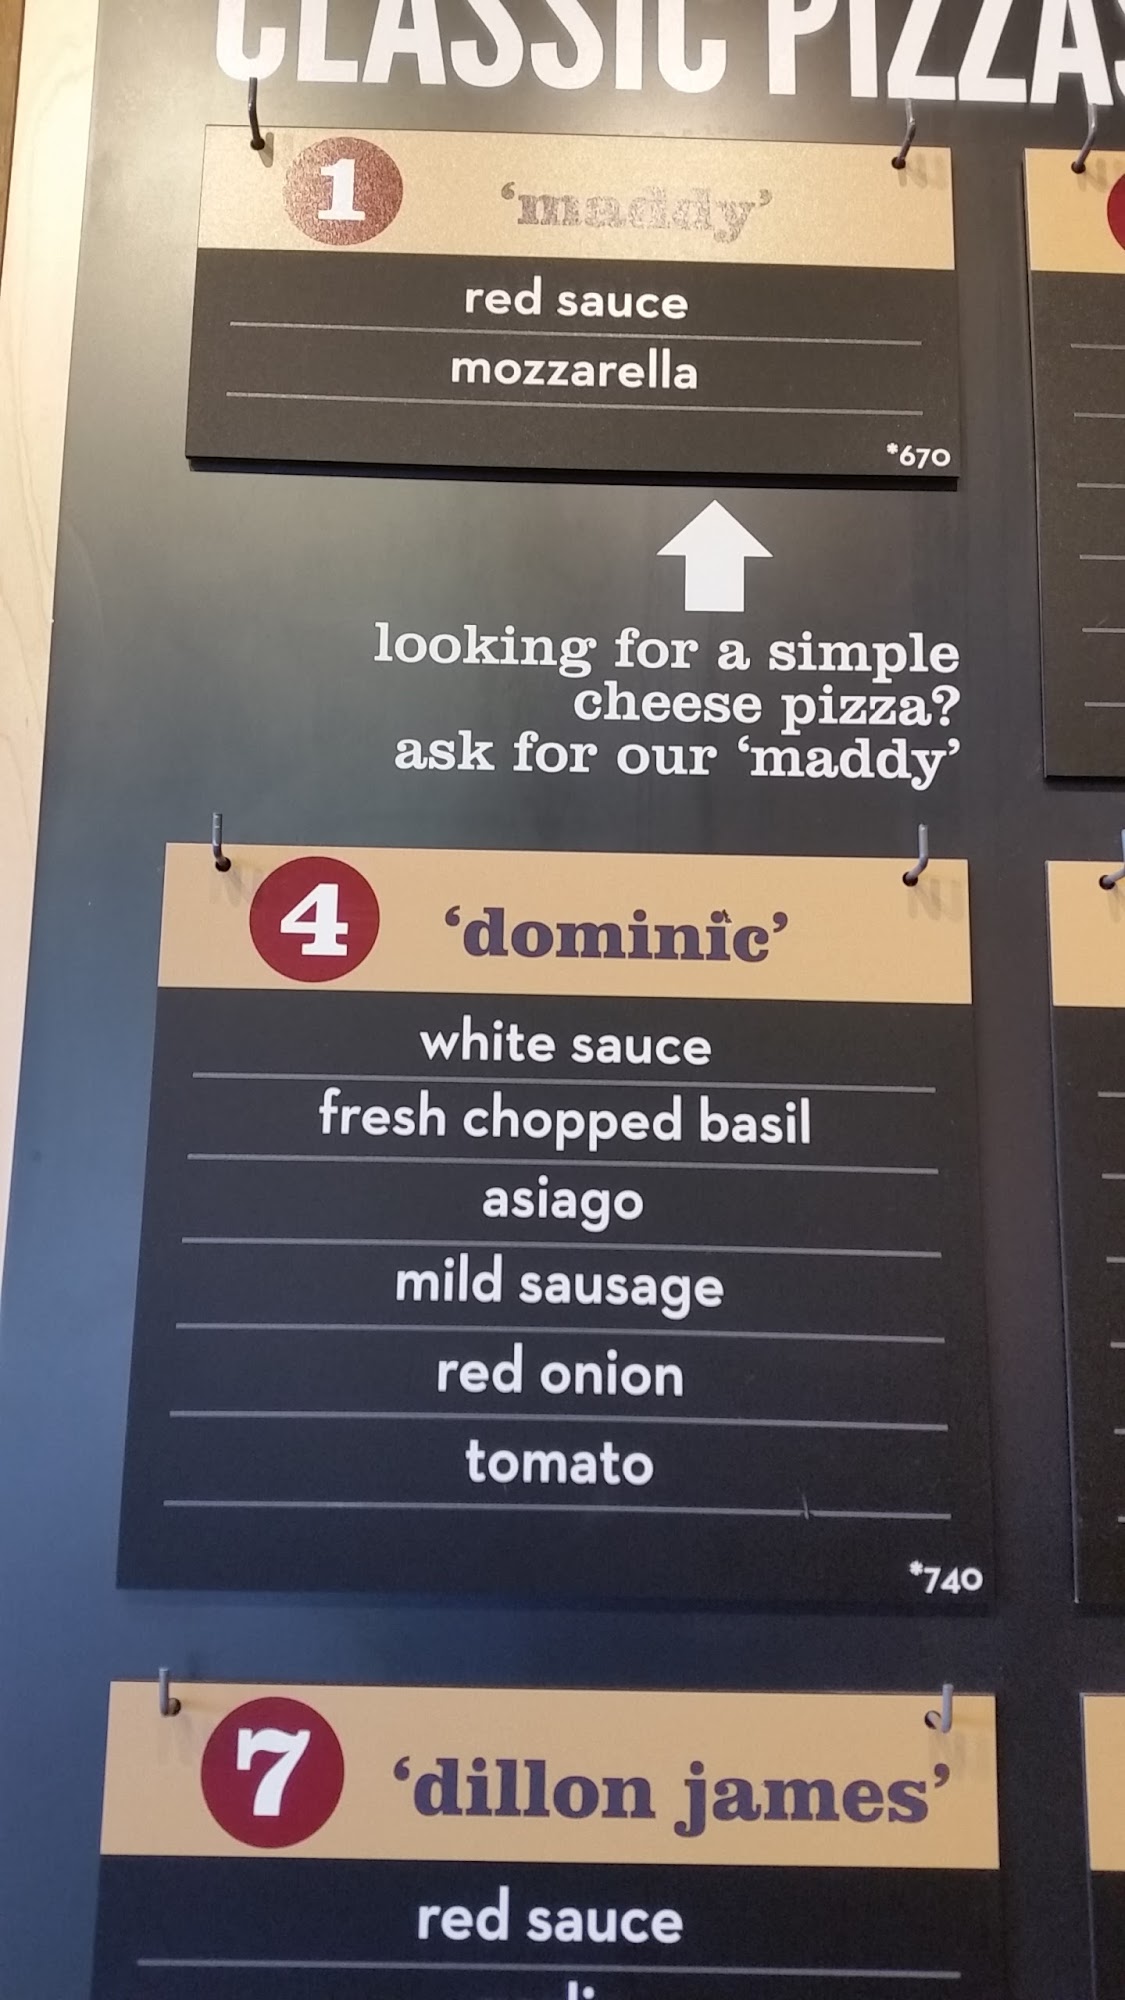 CLASSIC PIZZAS
1 'maddy'
red sauce
mozzarella
*670
looking for a simple
cheese pizza?
ask for our 'maddy'
4 'dominic'
white sauce
fresh chopped basil
asiago
mild sausage
red onion
tomato
*740
7 'dillon james'
red sauce